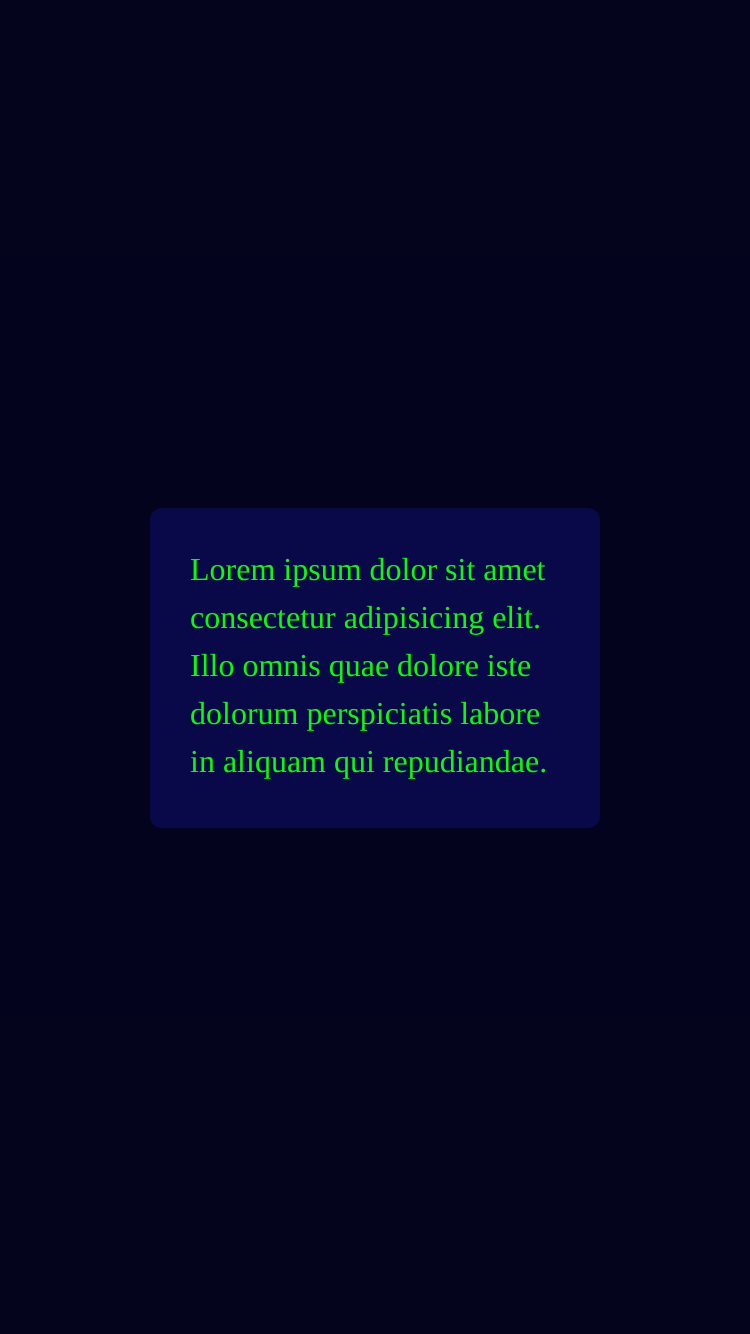 Lorem ipsum dolor sit amet
consectetur adipisicing elit.
Illo omnis quae dolore iste
dolorum perspiciatis labore
in aliquam qui repudiandae.